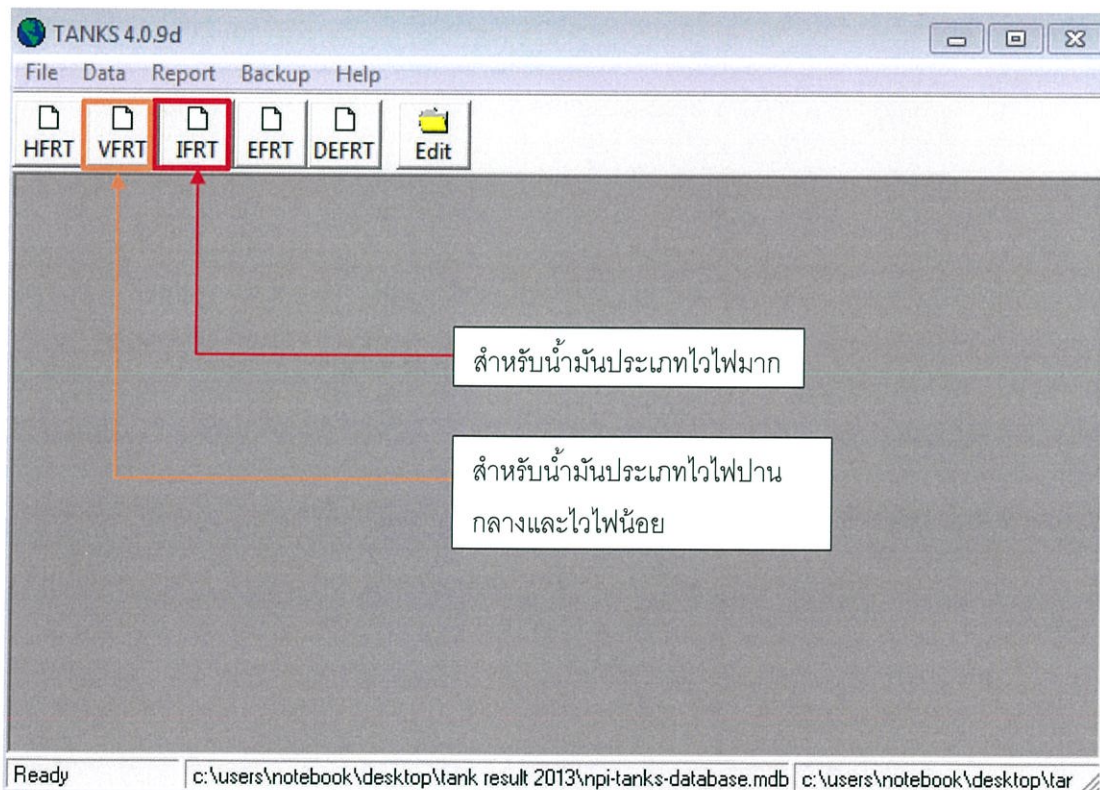 TANKS 4.0.9d
File Data Report Backup Help
HFRT VFRT IFRT EFRT DEFRT Edit
สำหรับน้ำมันประเภทไวไฟมาก
สำหรับน้ำมันประเภทไวไฟปาน
กลางและไวไฟน้อย
Ready c:\users\notebook\desktop\tank result 2013\npi-tanks-database.mdb c:\users\notebook\desktop\tar